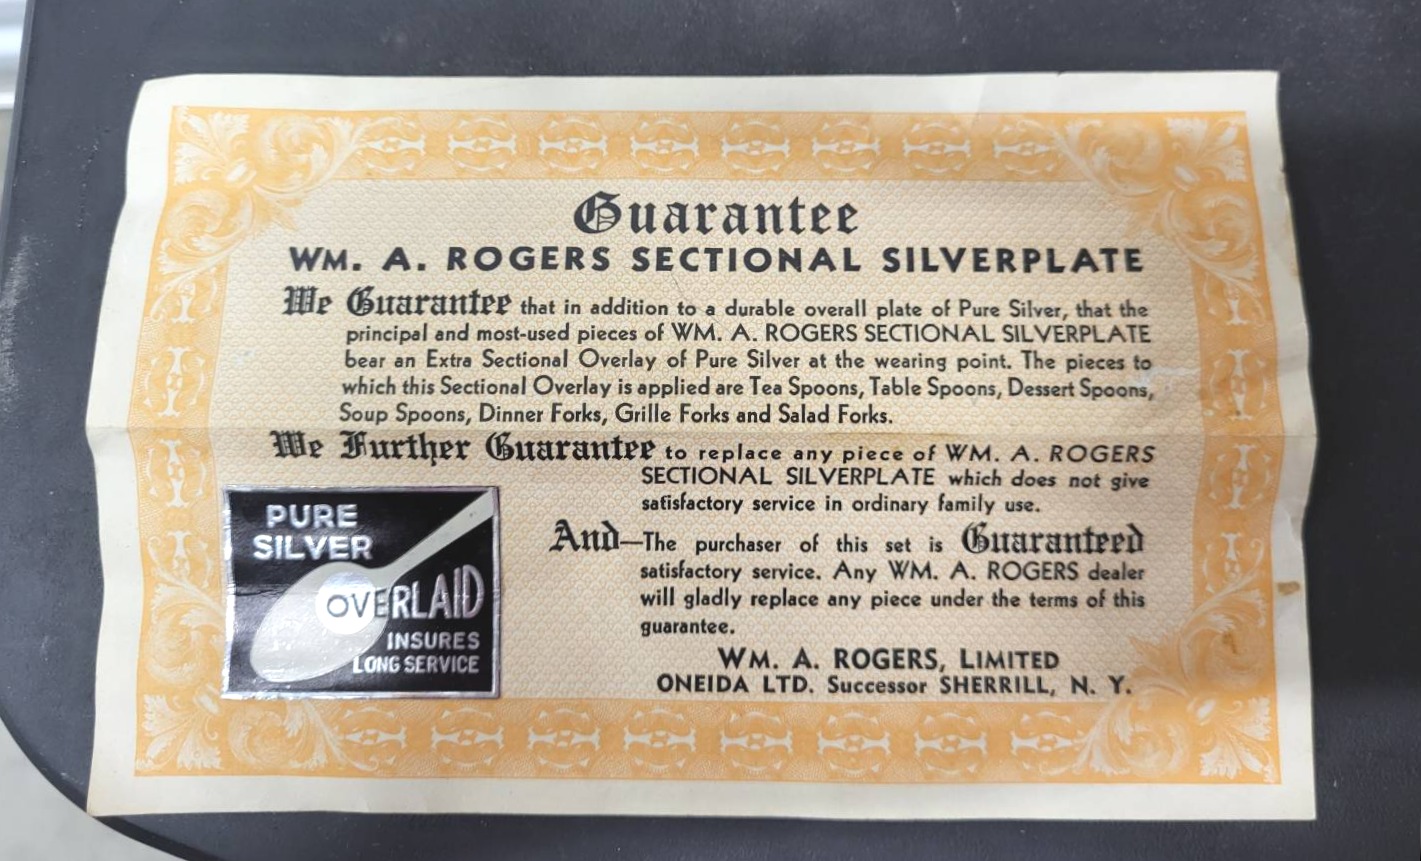 Guarantee
WM. A. ROGERS SECTIONAL SILVERPLATE
We Guarantee that in addition to a durable overall plate of Pure Silver, that the
principal and most-used pieces of WM. A. ROGERS SECTIONAL SILVERPLATE
bear an Extra Sectional Overlay of Pure Silver at the wearing point. The pieces to
which this Sectional Overlay is applied are Tea Spoons, Table Spoons, Dessert Spoons,
Soup Spoons, Dinner Forks, Grille Forks and Salad Forks.
We Further Guarantee to replace any piece of WM. A. ROGERS
SECTIONAL SILVERPLATE which does not give
satisfactory service in ordinary family use.
And—The purchaser of this set is Guaranteed
satisfactory service. Any WM. A. ROGERS dealer
will gladly replace any piece under the terms of this
guarantee.
WM. A. ROGERS, LIMITED
ONEIDA LTD. Successor SHERRILL, N. Y.
PURE
SILVER
OVERLAID
INSURES
LONG SERVICE